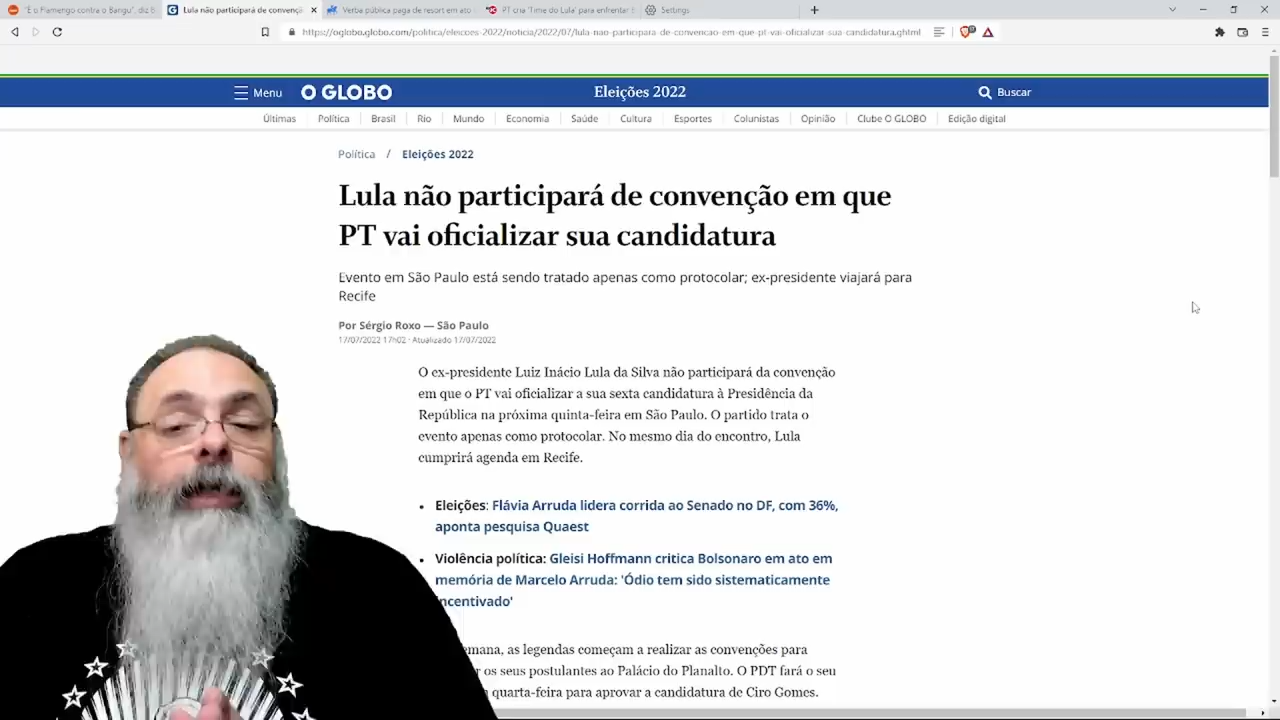 "É o Flamengo contra o Bangu", diz B
Lula não participará de convençã
Verba pública paga de resort em ato
PT cria 'Time do Lula' para enfrentar B
Settings
https://oglobo.globo.com/politica/eleicoes-2022/noticia/2022/07/lula-nao-participara-de-convencao-em-que-pt-vai-oficializar-sua-candidatura.ghtml
Menu
O GLOBO
Eleições 2022
Buscar
Últimas
Política
Brasil
Rio
Mundo
Economia
Saúde
Cultura
Esportes
Colunistas
Opinião
Clube O GLOBO
Edição digital
Política / Eleições 2022
Lula não participará de convenção em que
PT vai oficializar sua candidatura
Evento em São Paulo está sendo tratado apenas como protocolar; ex-presidente viajará para
Recife
Por Sérgio Roxo — São Paulo
17/07/2022 17h02 · Atualizado 17/07/2022
O ex-presidente Luiz Inácio Lula da Silva não participará da convenção
em que o PT vai oficializar a sua sexta candidatura à Presidência da
República na próxima quinta-feira em São Paulo. O partido trata o
evento apenas como protocolar. No mesmo dia do encontro, Lula
cumprirá agenda em Recife.
• Eleições: Flávia Arruda lidera corrida ao Senado no DF, com 36%,
aponta pesquisa Quaest
• Violência política: Gleisi Hoffmann critica Bolsonaro em ato em
memória de Marcelo Arruda: 'Ódio tem sido sistematicamente
ncentivado'
emana, as legendas começam a realizar as convenções para
r os seus postulantes ao Palácio do Planalto. O PDT fará o seu
quarta-feira para aprovar a candidatura de Ciro Gomes.